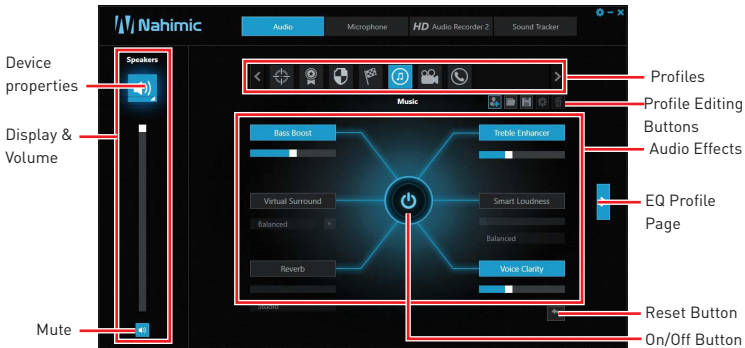 Nahimic
Audio
Microphone
HD Audio Recorder 2
Sound Tracker
Speakers
Device
properties
Display &
Volume
Mute
Music
Bass Boost
Treble Enhancer
Virtual Surround
Balanced
Smart Loudness
Balanced
Reverb
Studio
Voice Clarity
Profiles
Profile Editing
Buttons
Audio Effects
EQ Profile
Page
Reset Button
On/Off Button